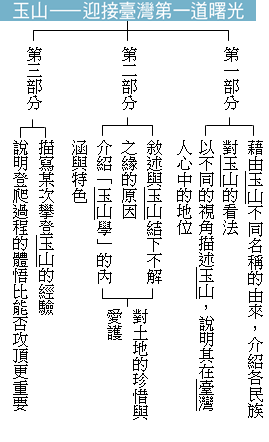 玉山──迎接臺灣第一道曙光
第一部分
藉由玉山不同名稱的由來，介紹各民族
對玉山的看法
以不同的視角描述玉山，說明其在臺灣
人心中的地位
第二部分
敘述與玉山結下不解
之緣的原因
介紹「玉山學」的內
涵與特色
對土地的珍惜與
愛護
第三部分
描寫某次攀登玉山的經驗
說明登爬過程的體悟比能否攻頂更重要